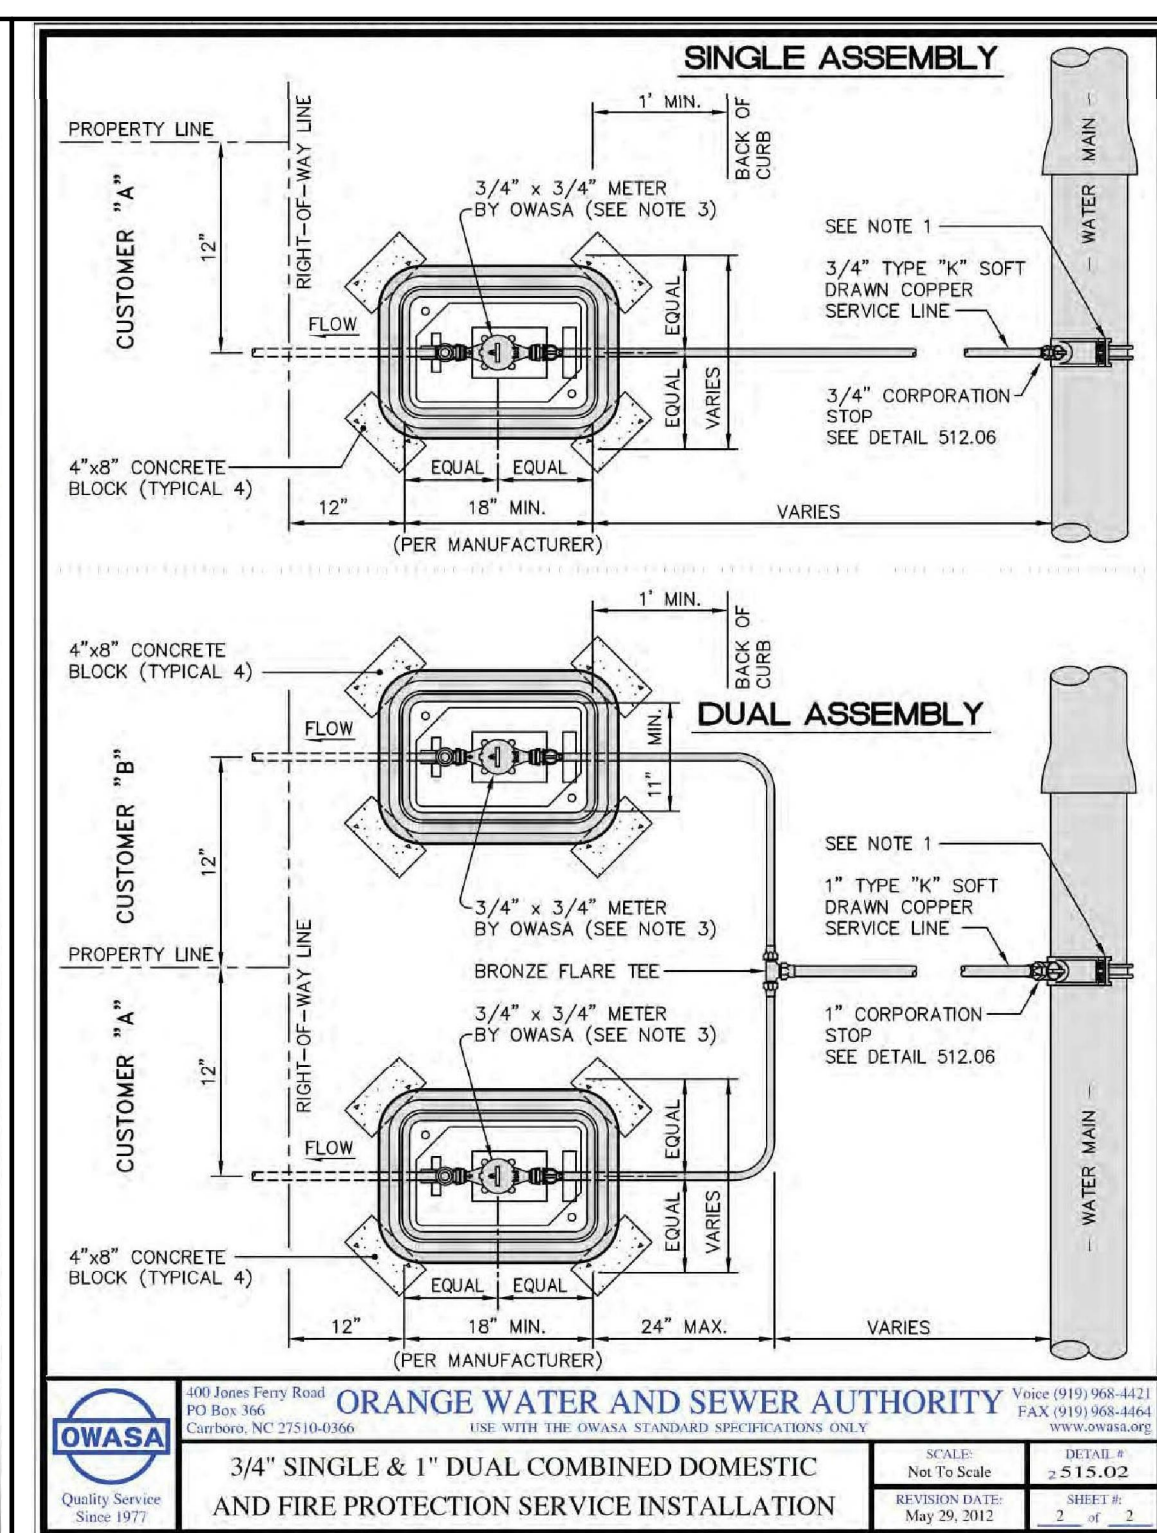 SINGLE ASSEMBLY
1' MIN.
BACK OF
CURB
PROPERTY LINE
RIGHT-OF-WAY LINE
CUSTOMER "A"
12"
3/4" x 3/4" METER
BY OWASA (SEE NOTE 3)
FLOW
EQUAL
EQUAL
VARIES
SEE NOTE 1
3/4" TYPE "K" SOFT
DRAWN COPPER
SERVICE LINE
3/4" CORPORATION
STOP
SEE DETAIL 512.06
- WATER MAIN -
4"x8" CONCRETE
BLOCK (TYPICAL 4)
EQUAL
EQUAL
12"
18" MIN.
VARIES
(PER MANUFACTURER)
1' MIN.
BACK OF
CURB
4"x8" CONCRETE
BLOCK (TYPICAL 4)
DUAL ASSEMBLY
FLOW
11" MIN.
CUSTOMER "B"
12"
SEE NOTE 1
1" TYPE "K" SOFT
DRAWN COPPER
SERVICE LINE
3/4" x 3/4" METER
BY OWASA (SEE NOTE 3)
PROPERTY LINE
RIGHT-OF-WAY LINE
BRONZE FLARE TEE
CUSTOMER "A"
12"
3/4" x 3/4" METER
BY OWASA (SEE NOTE 3)
1" CORPORATION
STOP
SEE DETAIL 512.06
FLOW
EQUAL
EQUAL
VARIES
- WATER MAIN -
4"x8" CONCRETE
BLOCK (TYPICAL 4)
EQUAL
EQUAL
12"
18" MIN.
24" MAX.
VARIES
(PER MANUFACTURER)
OWASA
Quality Service
Since 1977
400 Jones Ferry Road
PO Box 366
Carrboro, NC 27510-0366
ORANGE WATER AND SEWER AUTHORITY
USE WITH THE OWASA STANDARD SPECIFICATIONS ONLY
Voice (919) 968-4421
FAX (919) 968-4464
www.owasa.org
3/4" SINGLE & 1" DUAL COMBINED DOMESTIC
AND FIRE PROTECTION SERVICE INSTALLATION
SCALE:
Not To Scale
DETAIL #
2 515.02
REVISION DATE:
May 29, 2012
SHEET #:
2 of 2